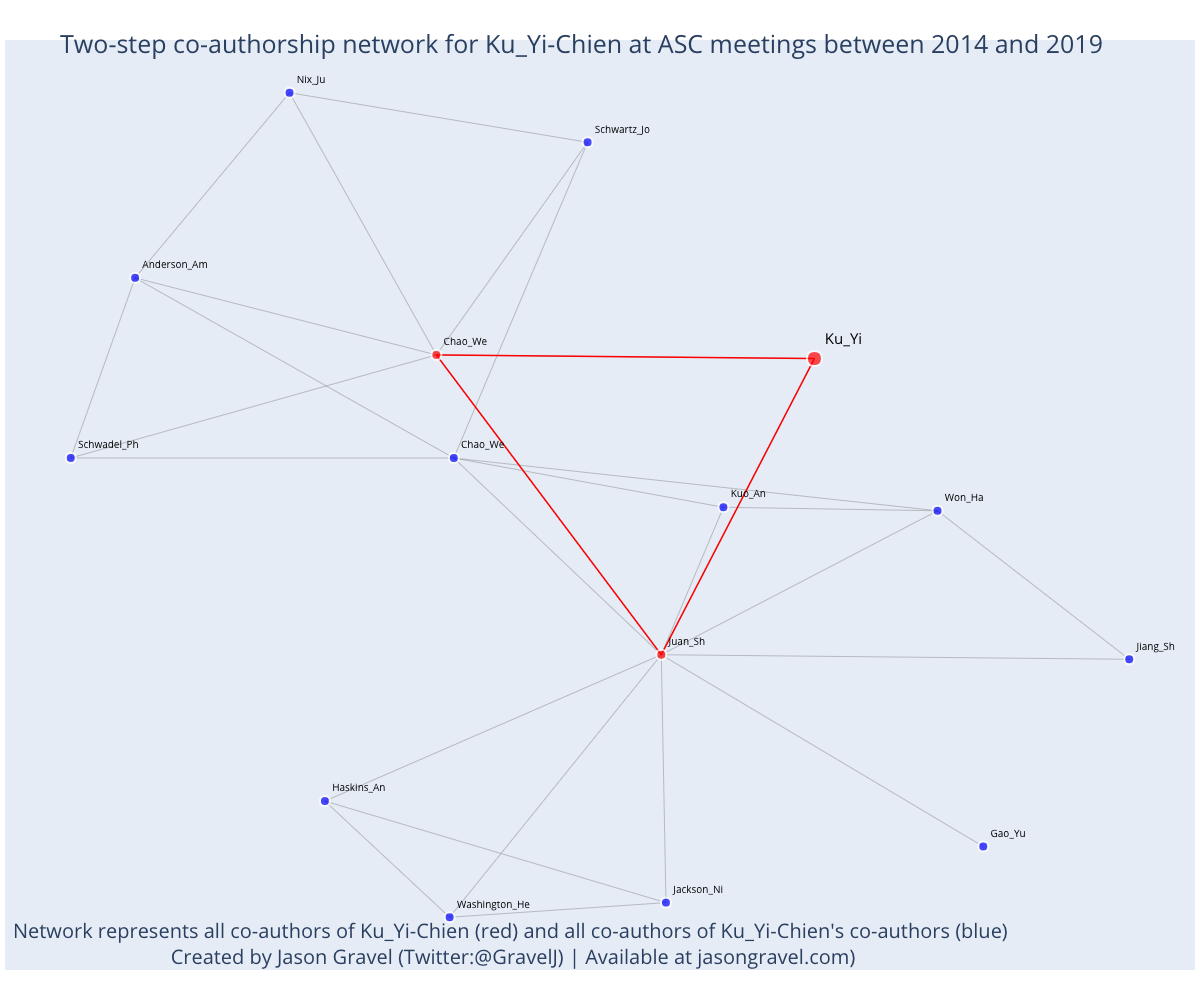 Two-step co-authorship network for Ku_Yi-Chien at ASC meetings between 2014 and 2019
Nix_Ju
Schwartz_Jo
Anderson_Am
Chao_We
Ku_Yi
Schwadel_Ph
Chao_We
Kuo_An
Won_Ha
Juan_Sh
Jiang_Sh
Haskins_An
Gao_Yu
Jackson_Ni
Washington_He
Network represents all co-authors of Ku_Yi-Chien (red) and all co-authors of Ku_Yi-Chien's co-authors (blue)
Created by Jason Gravel (Twitter:@GravelJ) | Available at jasongravel.com)